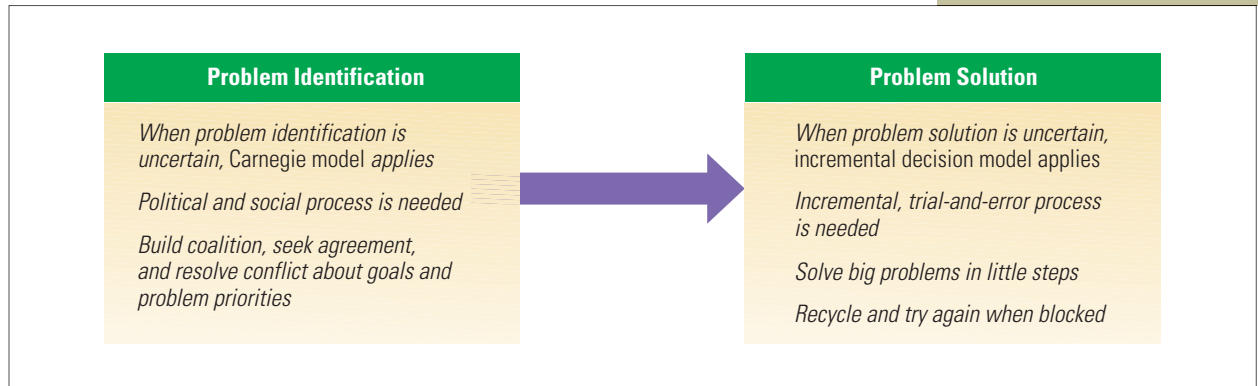 Problem Identification
When problem identification is
uncertain, Carnegie model applies
Political and social process is needed
Build coalition, seek agreement,
and resolve conflict about goals and
problem priorities
Problem Solution
When problem solution is uncertain,
incremental decision model applies
Incremental, trial-and-error process
is needed
Solve big problems in little steps
Recycle and try again when blocked